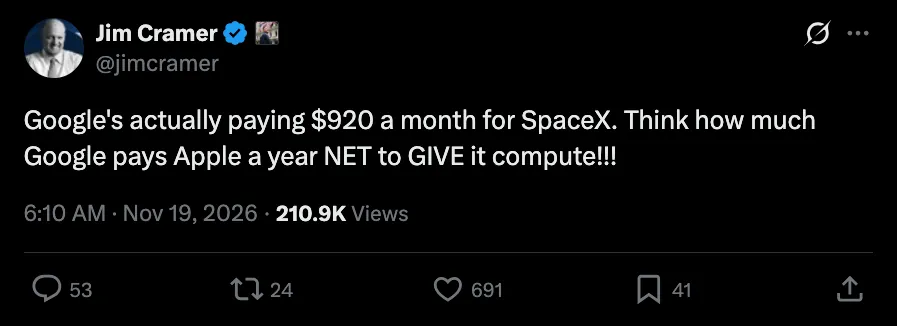 Jim Cramer
@jimcramer
Google's actually paying $920 a month for SpaceX. Think how much
Google pays Apple a year NET to GIVE it compute!!!
6:10 AM · Nov 19, 2026 · 210.9K Views
53 24 691 41